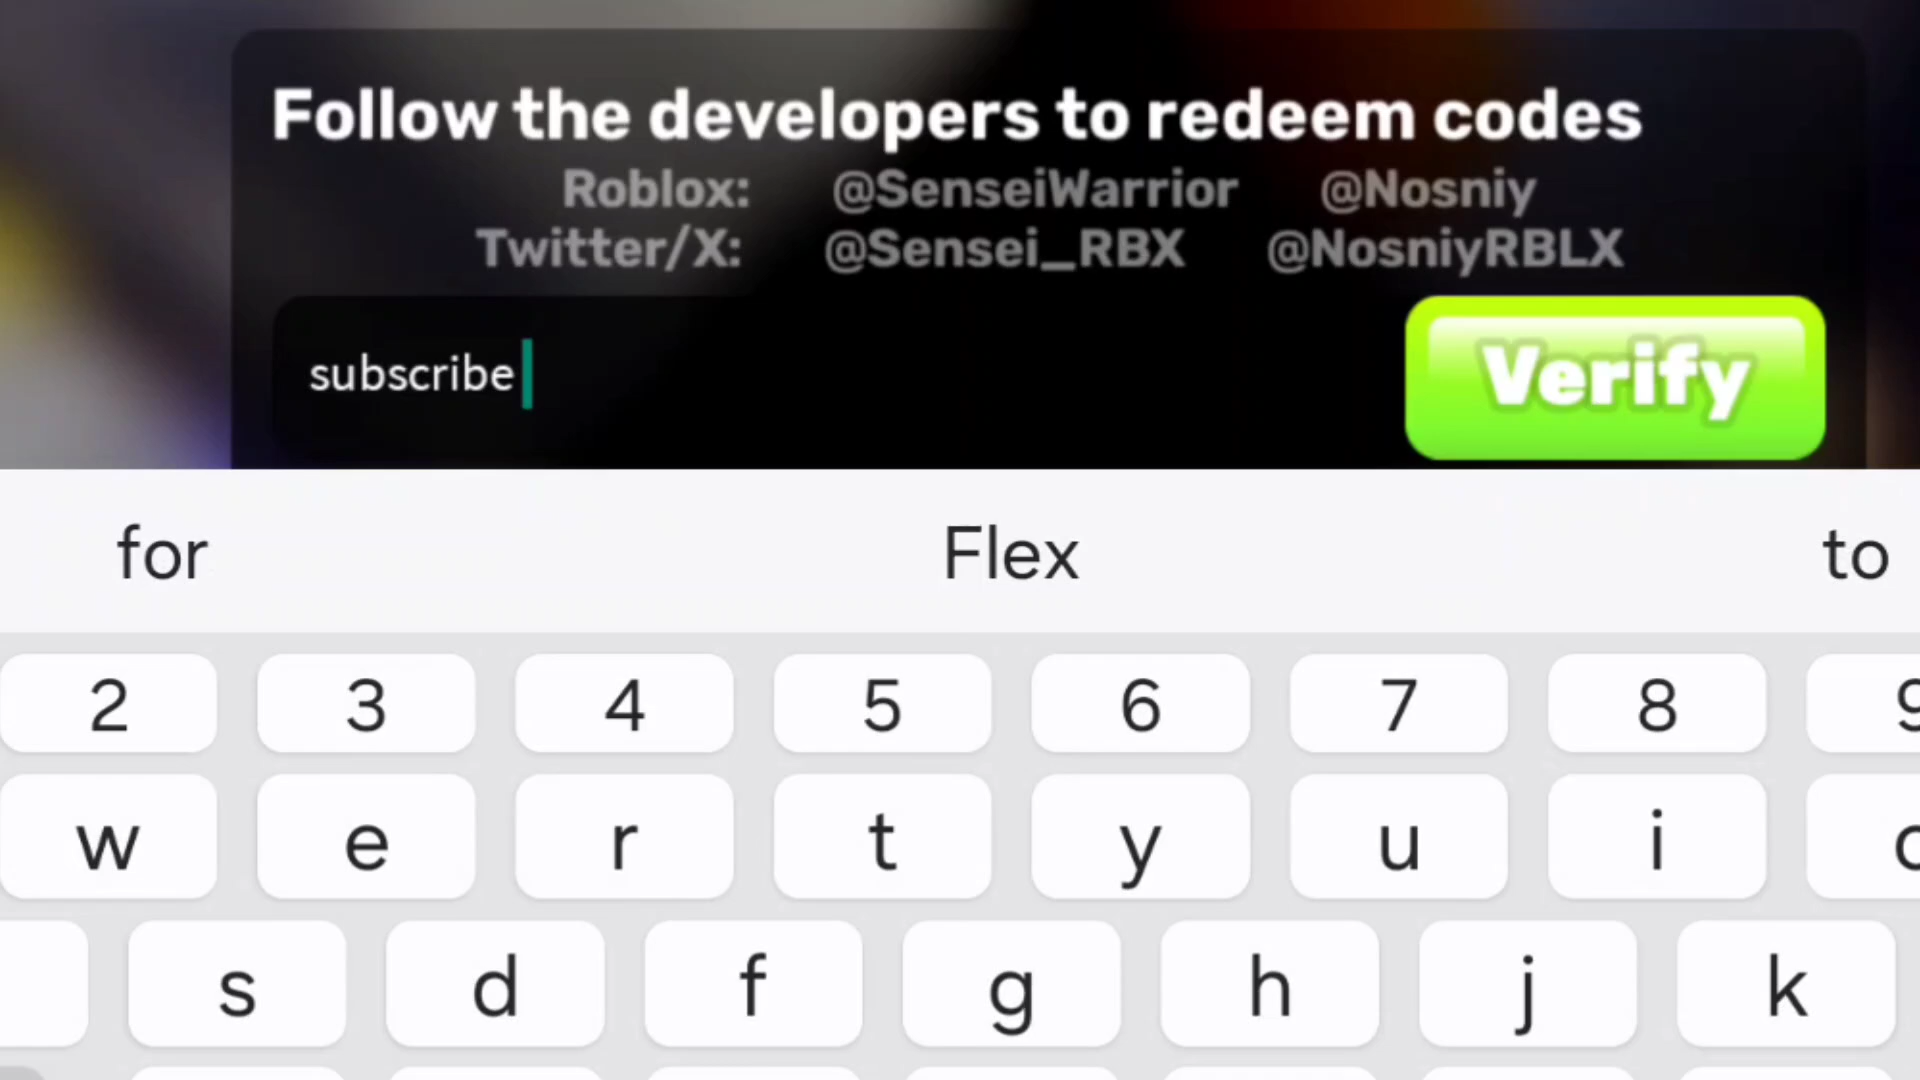 Follow the developers to redeem codes
Roblox: @SenseiWarrior @Nosniy
Twitter/X: @Sensei_RBX @NosniyRBLX
subscribe
Verify
for Flex to
2 3 4 5 6 7 8 9
w e r t y u i
s d f g h j k